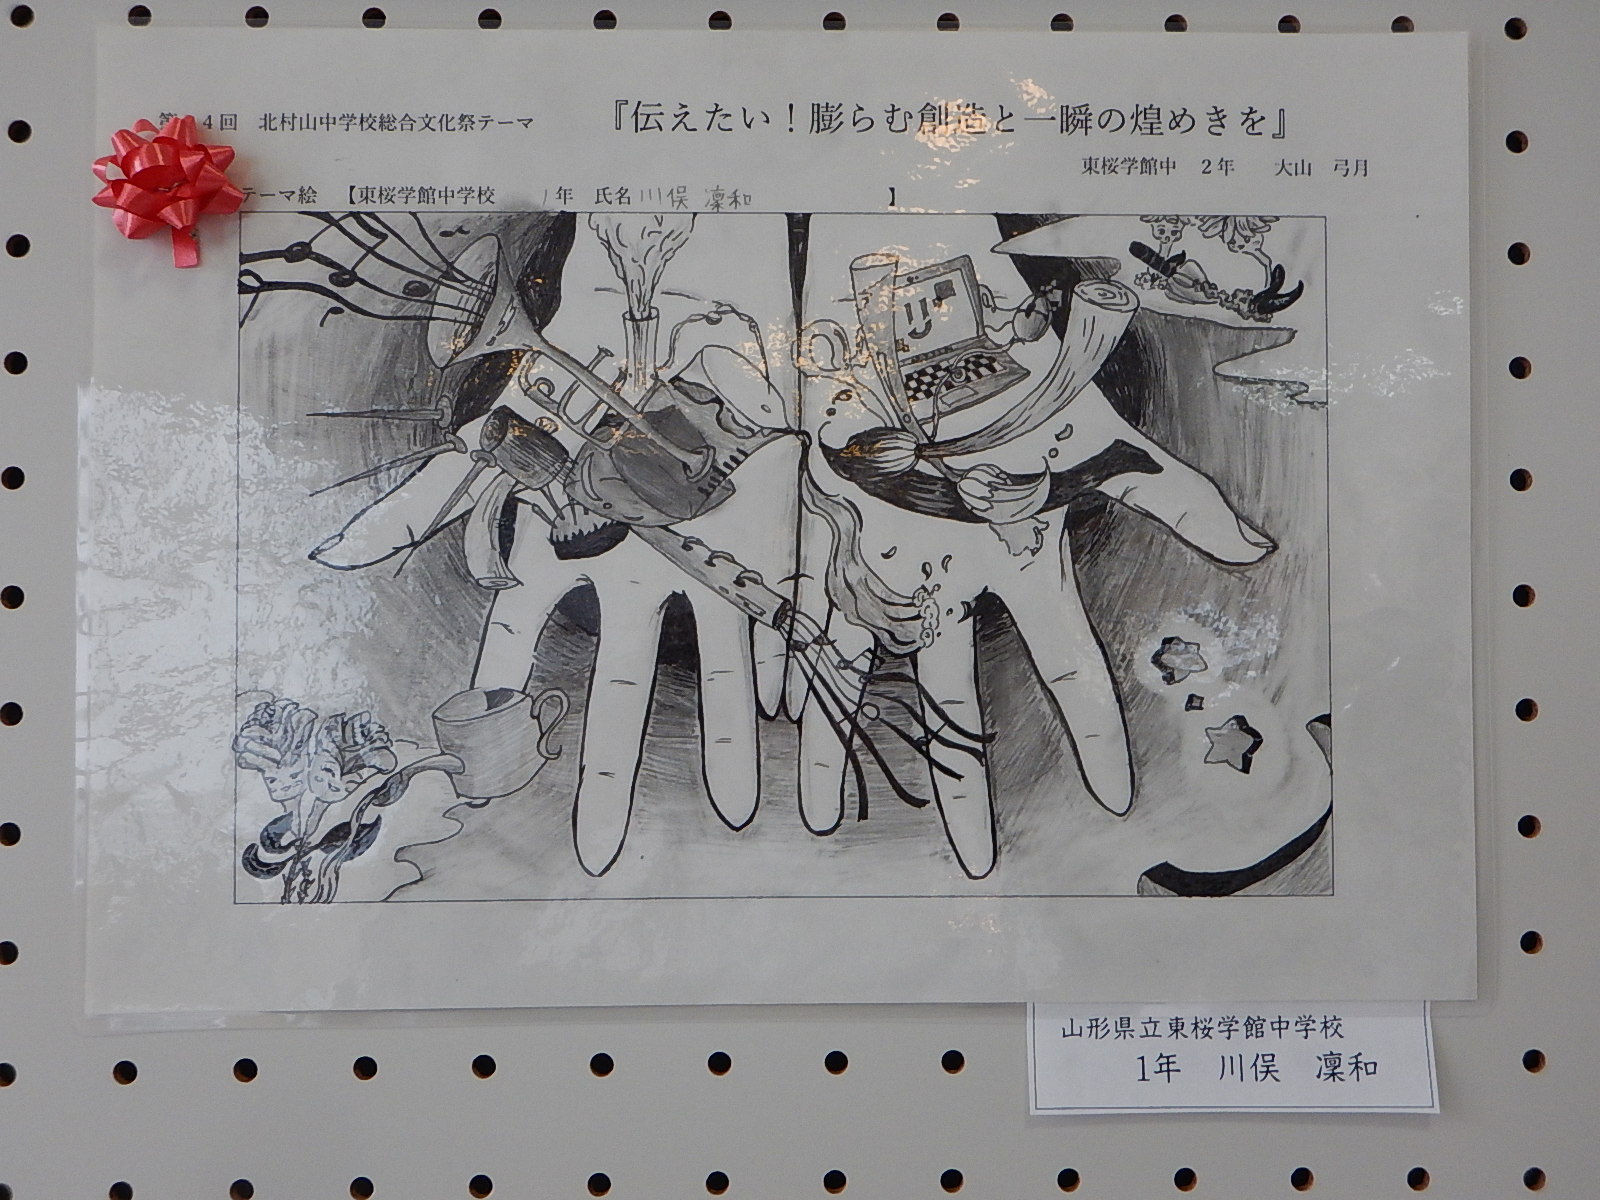 第 4回 北村山中学校総合文化祭テーマ 『伝えたい！膨らむ創造と一瞬の煌めきを』
東桜学館中 2年 大山 弓月
テーマ絵 【東桜学館中学校 1年 氏名 川俣 凜和 】
山形県立東桜学館中学校
1年 川俣 凜和